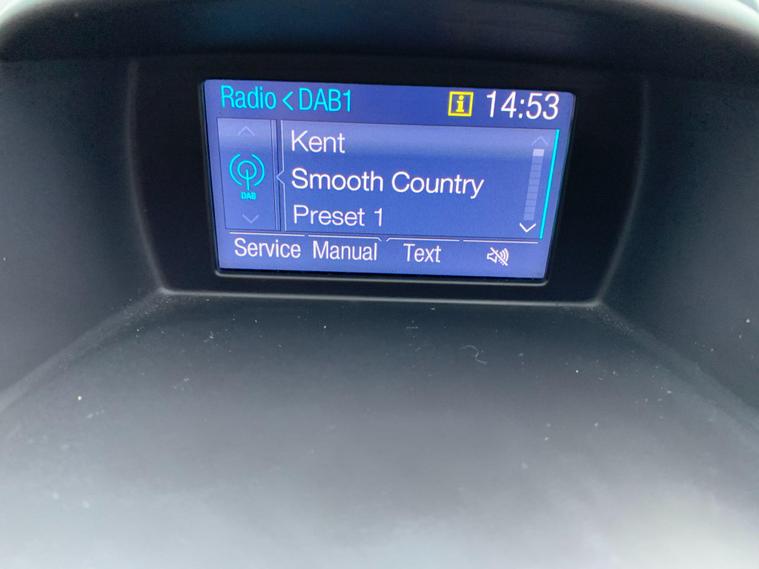 Radio < DAB1 i 14:53
Kent
DAB Smooth Country
Preset 1
Service Manual Text